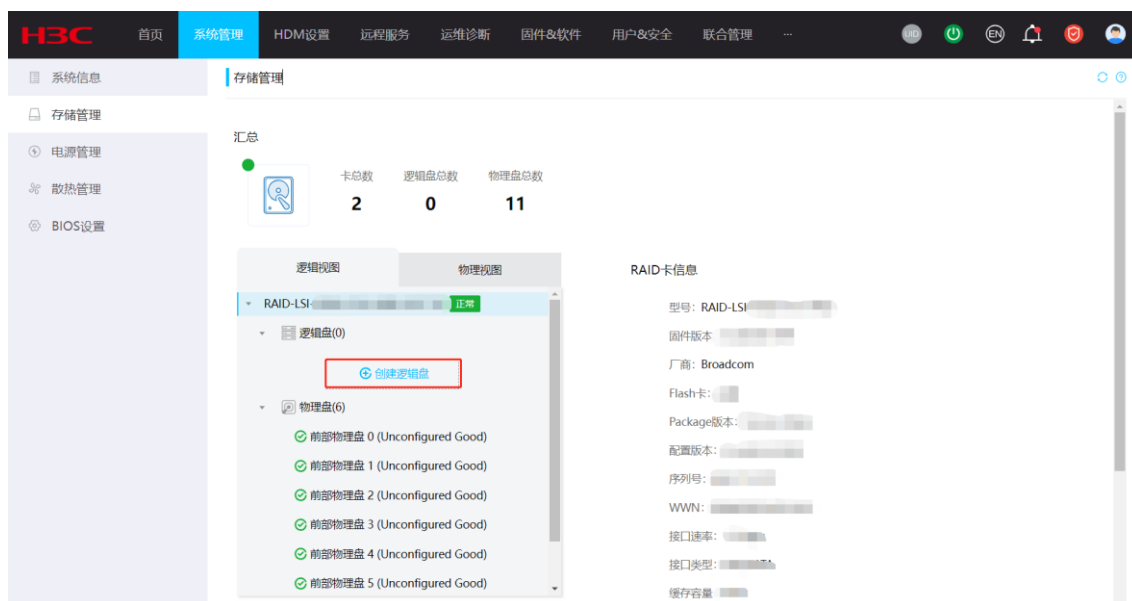 H3C 首页 系统管理 HDM设置 远程服务 运维诊断 固件&软件 用户&安全 联合管理 ... UID EN
系统信息
存储管理
电源管理
散热管理
BIOS设置
存储管理
汇总
卡总数 逻辑盘总数 物理盘总数
2 0 11
逻辑视图 物理视图
RAID-LSI- 正常
逻辑盘(0)
创建逻辑盘
物理盘(6)
前部物理盘 0 (Unconfigured Good)
前部物理盘 1 (Unconfigured Good)
前部物理盘 2 (Unconfigured Good)
前部物理盘 3 (Unconfigured Good)
前部物理盘 4 (Unconfigured Good)
前部物理盘 5 (Unconfigured Good)
RAID卡信息
型号: RAID-LSI
固件版本
厂商: Broadcom
Flash卡:
Package版本:
配置版本:
序列号:
WWN:
接口速率:
接口类型:
缓存容量